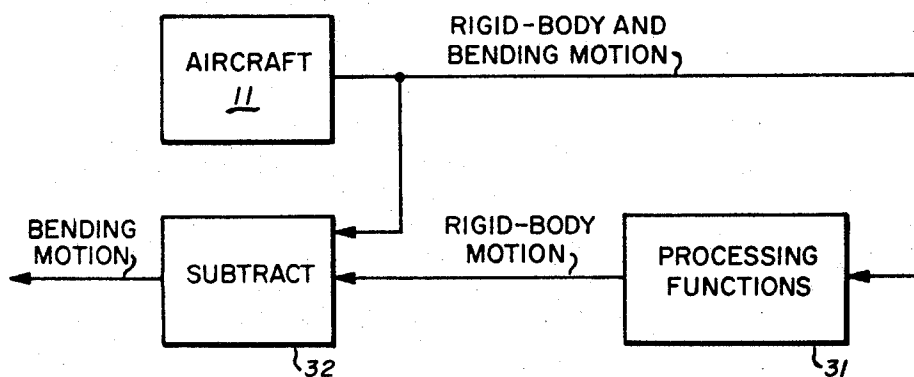 RIGID-BODY AND
BENDING MOTION
AIRCRAFT
11
BENDING
MOTION
SUBTRACT
32
RIGID-BODY
MOTION
PROCESSING
FUNCTIONS
31